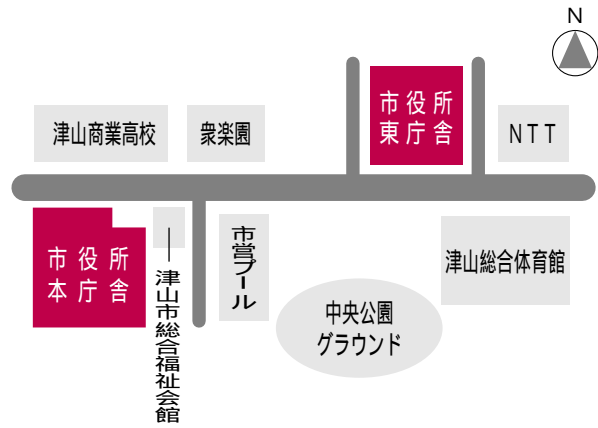 N
市役所
東庁舎
津山商業高校
衆楽園
NTT
市役所
本庁舎
津山市総合福祉会館
市営プール
津山総合体育館
中央公園
グラウンド